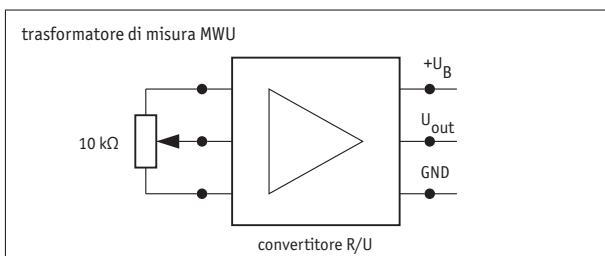 trasformatore di misura MWU
+U_B
U_out
10 kΩ
GND
convertitore R/U